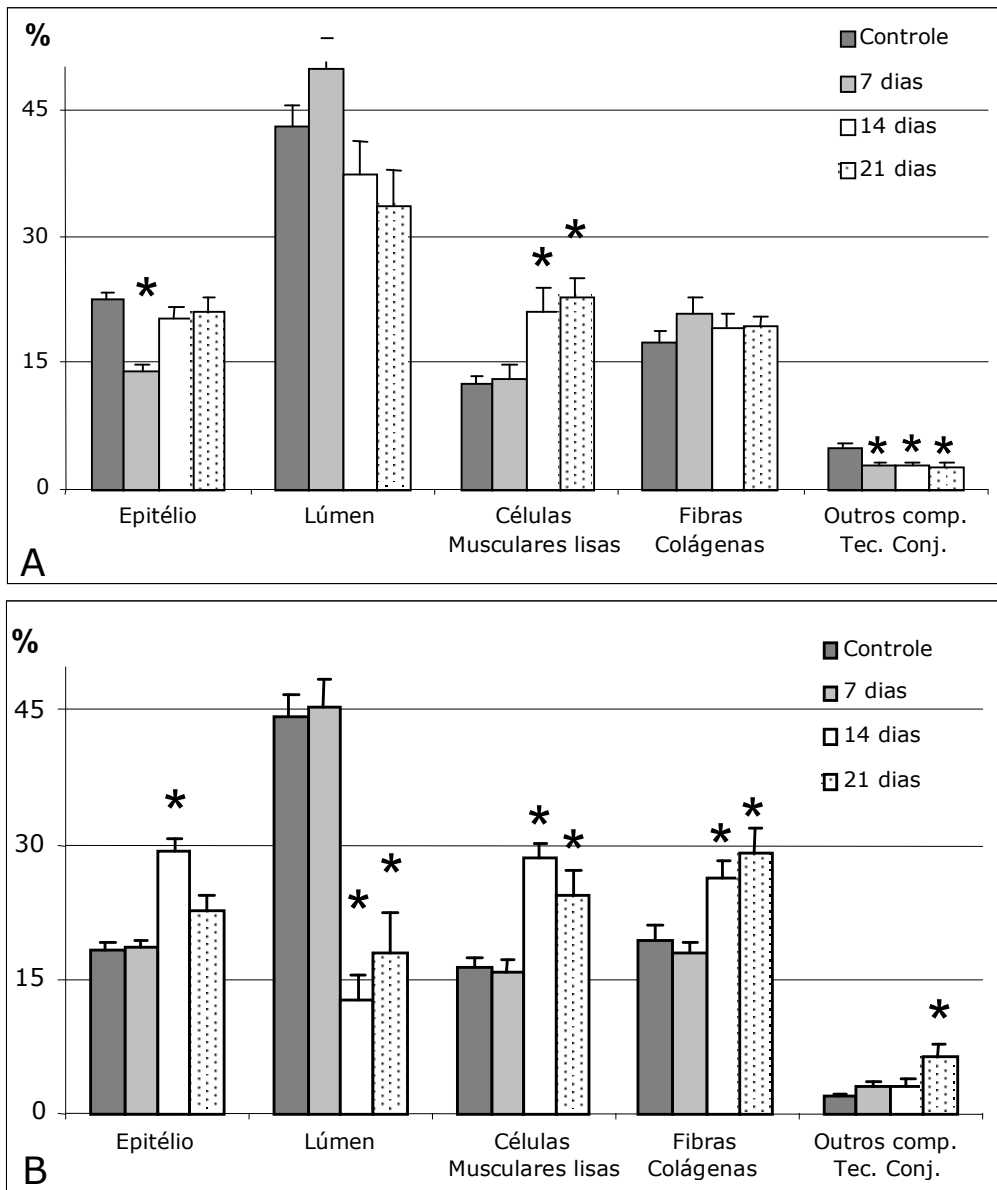 %
Controle
7 dias
14 dias
21 dias
45
30
15
0
*
*
*
* * *
Epitélio Lúmen Células Fibras Outros comp.
Musculares lisas Colágenas Tec. Conj.
A
%
Controle
7 dias
14 dias
21 dias
45
30
15
0
*
*
*
*
*
*
*
*
*
Epitélio Lúmen Células Fibras Outros comp.
Musculares lisas Colágenas Tec. Conj.
B